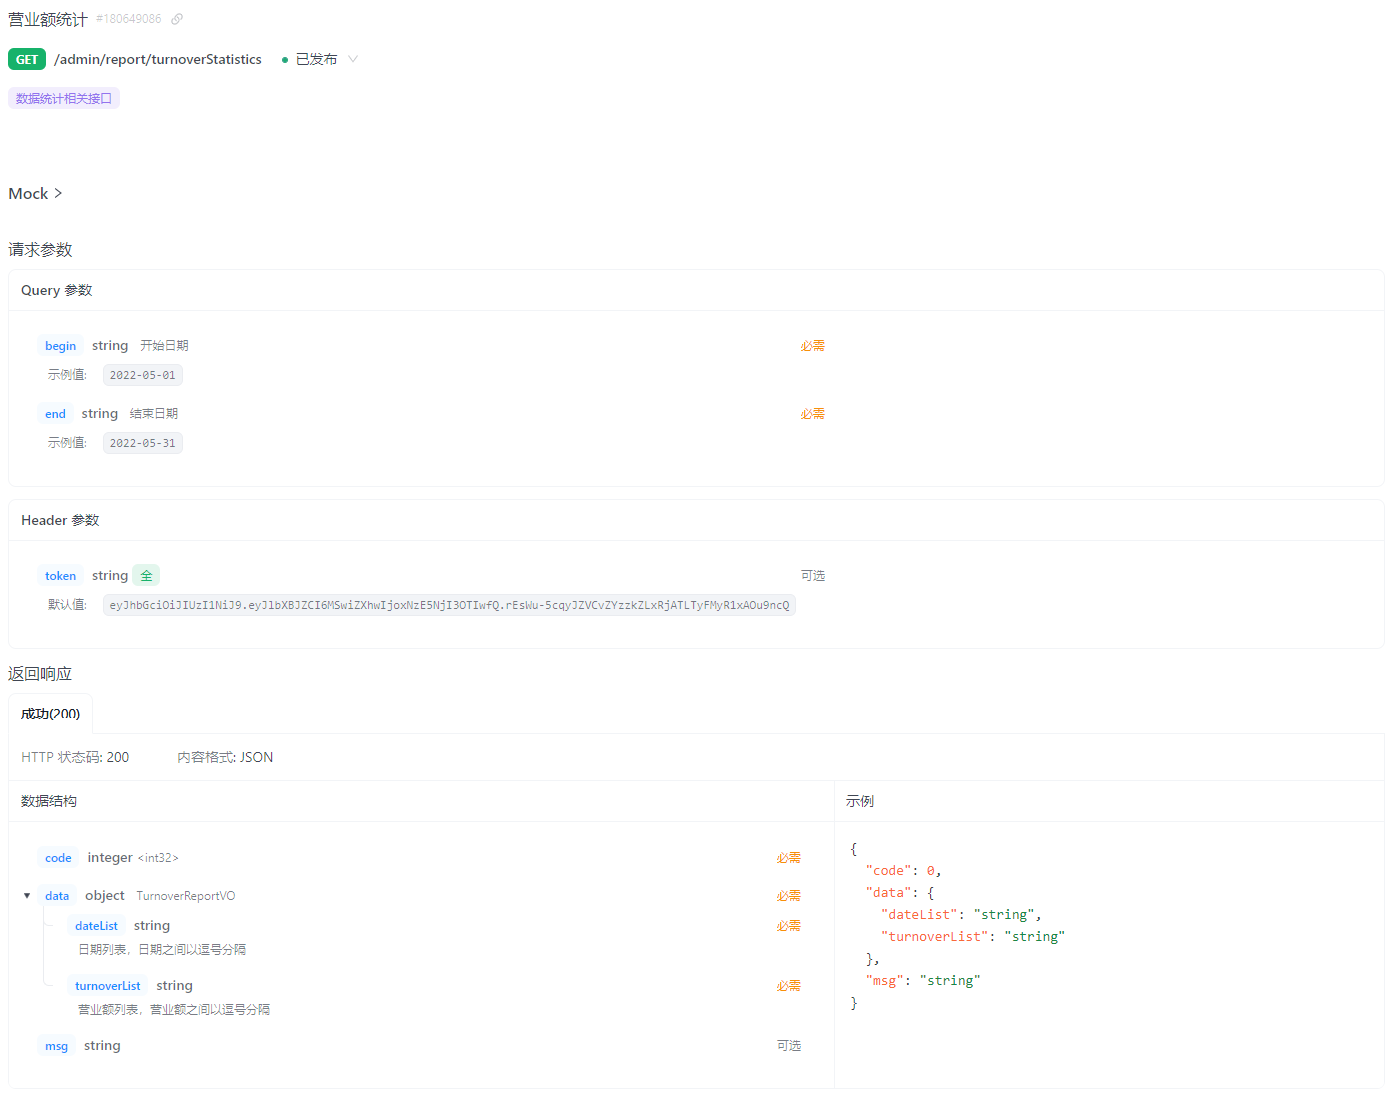 营业额统计 #180649086
GET /admin/report/turnoverStatistics 已发布
数据统计相关接口
Mock >
请求参数
Query 参数
begin string 开始日期 必需
示例值: 2022-05-01
end string 结束日期 必需
示例值: 2022-05-31
Header 参数
token string 全 可选
默认值: eyJhbGciOiJIUzI1NiJ9.eyJlbXBJZCI6MSwiZXhwIjoxNzE5NjI3OTIwfQ.rEsWu-5cqyJZVCvZYzzkZLxRjATLTyFMyR1xAOu9ncQ
返回响应
成功(200)
HTTP 状态码: 200 内容格式: JSON
数据结构
code integer <int32> 必需
data object TurnoverReportVO 必需
dateList string 必需
日期列表，日期之间以逗号分隔
turnoverList string 必需
营业额列表，营业额之间以逗号分隔
msg string 可选
示例
{
"code": 0,
"data": {
"dateList": "string",
"turnoverList": "string"
},
"msg": "string"
}